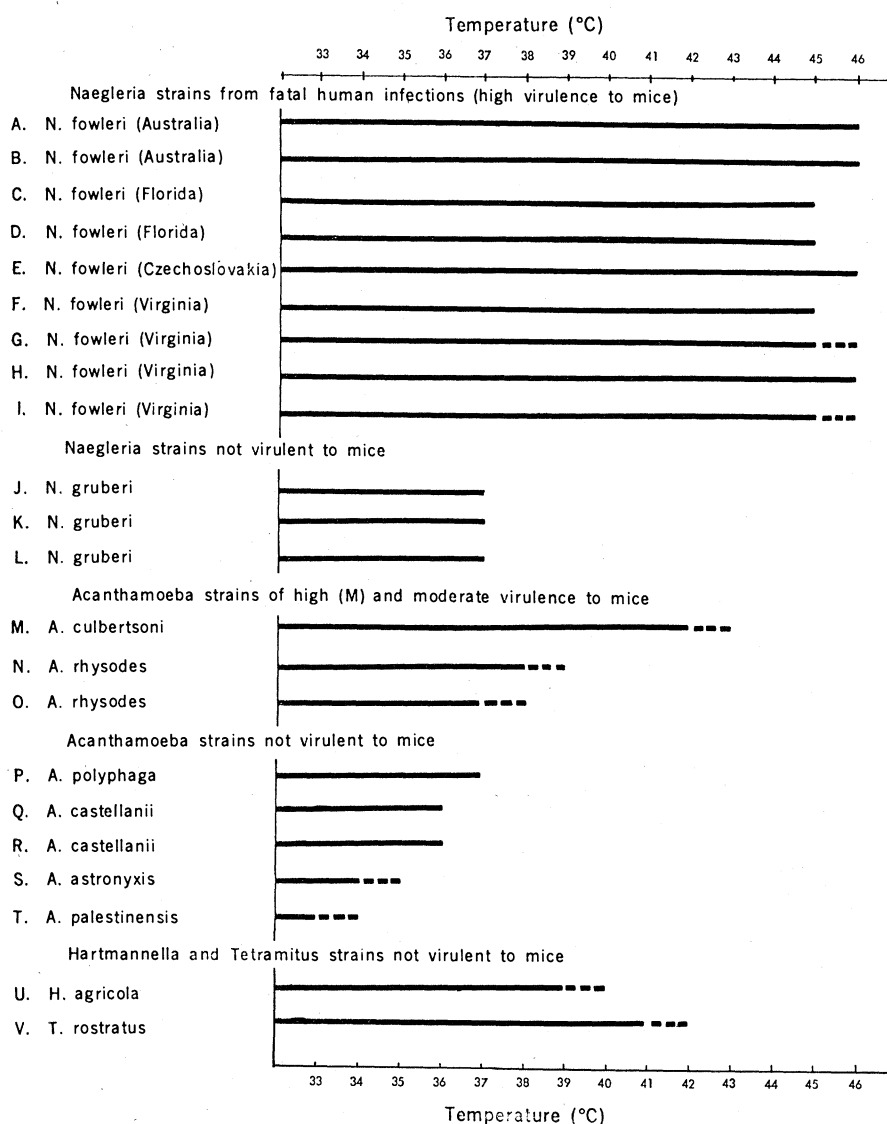 Temperature (°C)
33 34 35 36 37 38 39 40 41 42 43 44 45 46
Naegleria strains from fatal human infections (high virulence to mice)
A. N. fowleri (Australia)
B. N. fowleri (Australia)
C. N. fowleri (Florida)
D. N. fowleri (Florida)
E. N. fowleri (Czechoslovakia)
F. N. fowleri (Virginia)
G. N. fowleri (Virginia)
H. N. fowleri (Virginia)
I. N. fowleri (Virginia)
Naegleria strains not virulent to mice
J. N. gruberi
K. N. gruberi
L. N. gruberi
Acanthamoeba strains of high (M) and moderate virulence to mice
M. A. culbertsoni
N. A. rhysodes
O. A. rhysodes
Acanthamoeba strains not virulent to mice
P. A. polyphaga
Q. A. castellanii
R. A. castellanii
S. A. astronyxis
T. A. palestinensis
Hartmannella and Tetramitus strains not virulent to mice
U. H. agricola
V. T. rostratus
33 34 35 36 37 38 39 40 41 42 43 44 45 46
Temperature (°C)